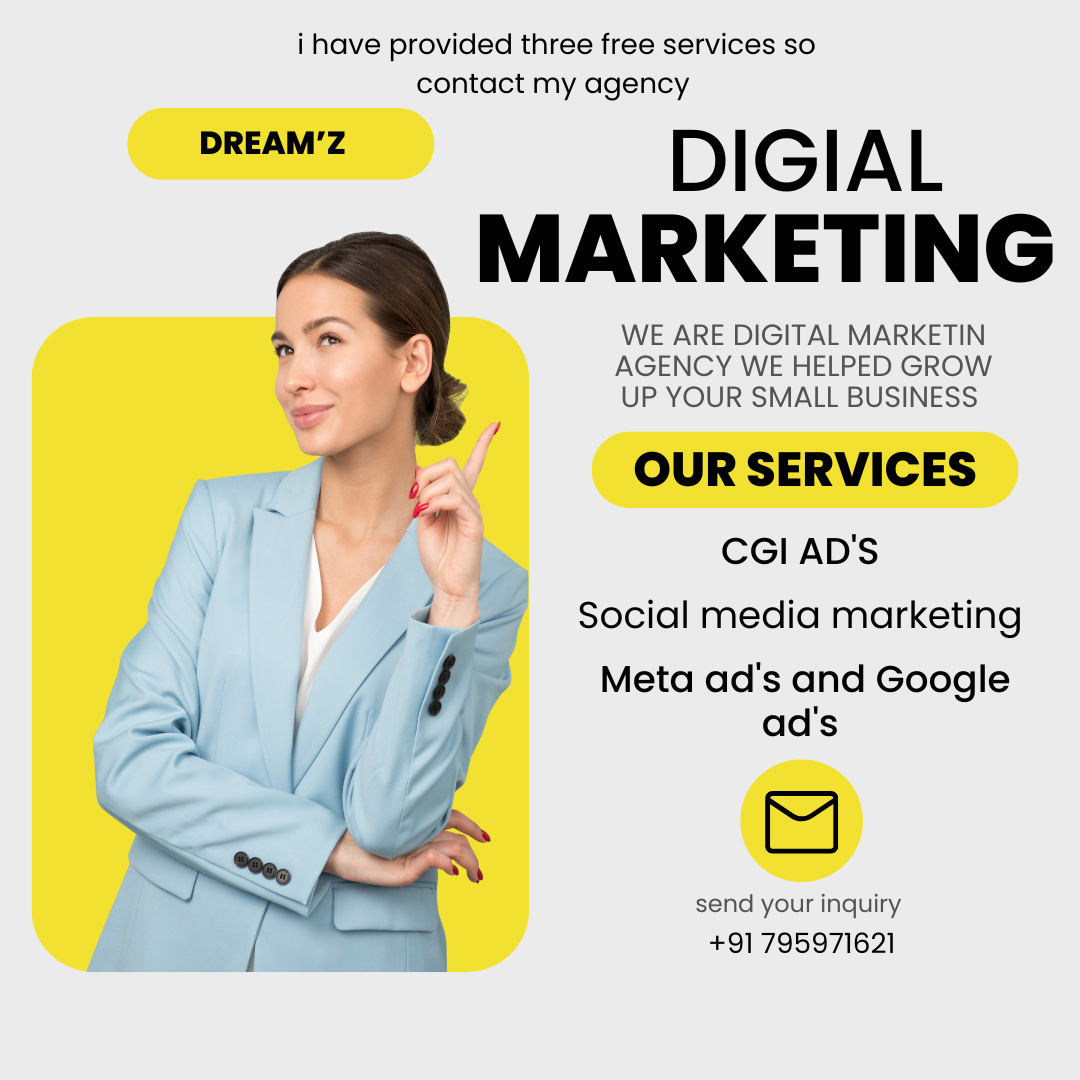 i have provided three free services so
contact my agency
DREAM’Z
DIGIAL
MARKETING
WE ARE DIGITAL MARKETIN
AGENCY WE HELPED GROW
UP YOUR SMALL BUSINESS
OUR SERVICES
CGI AD'S
Social media marketing
Meta ad's and Google
ad's
send your inquiry
+91 795971621